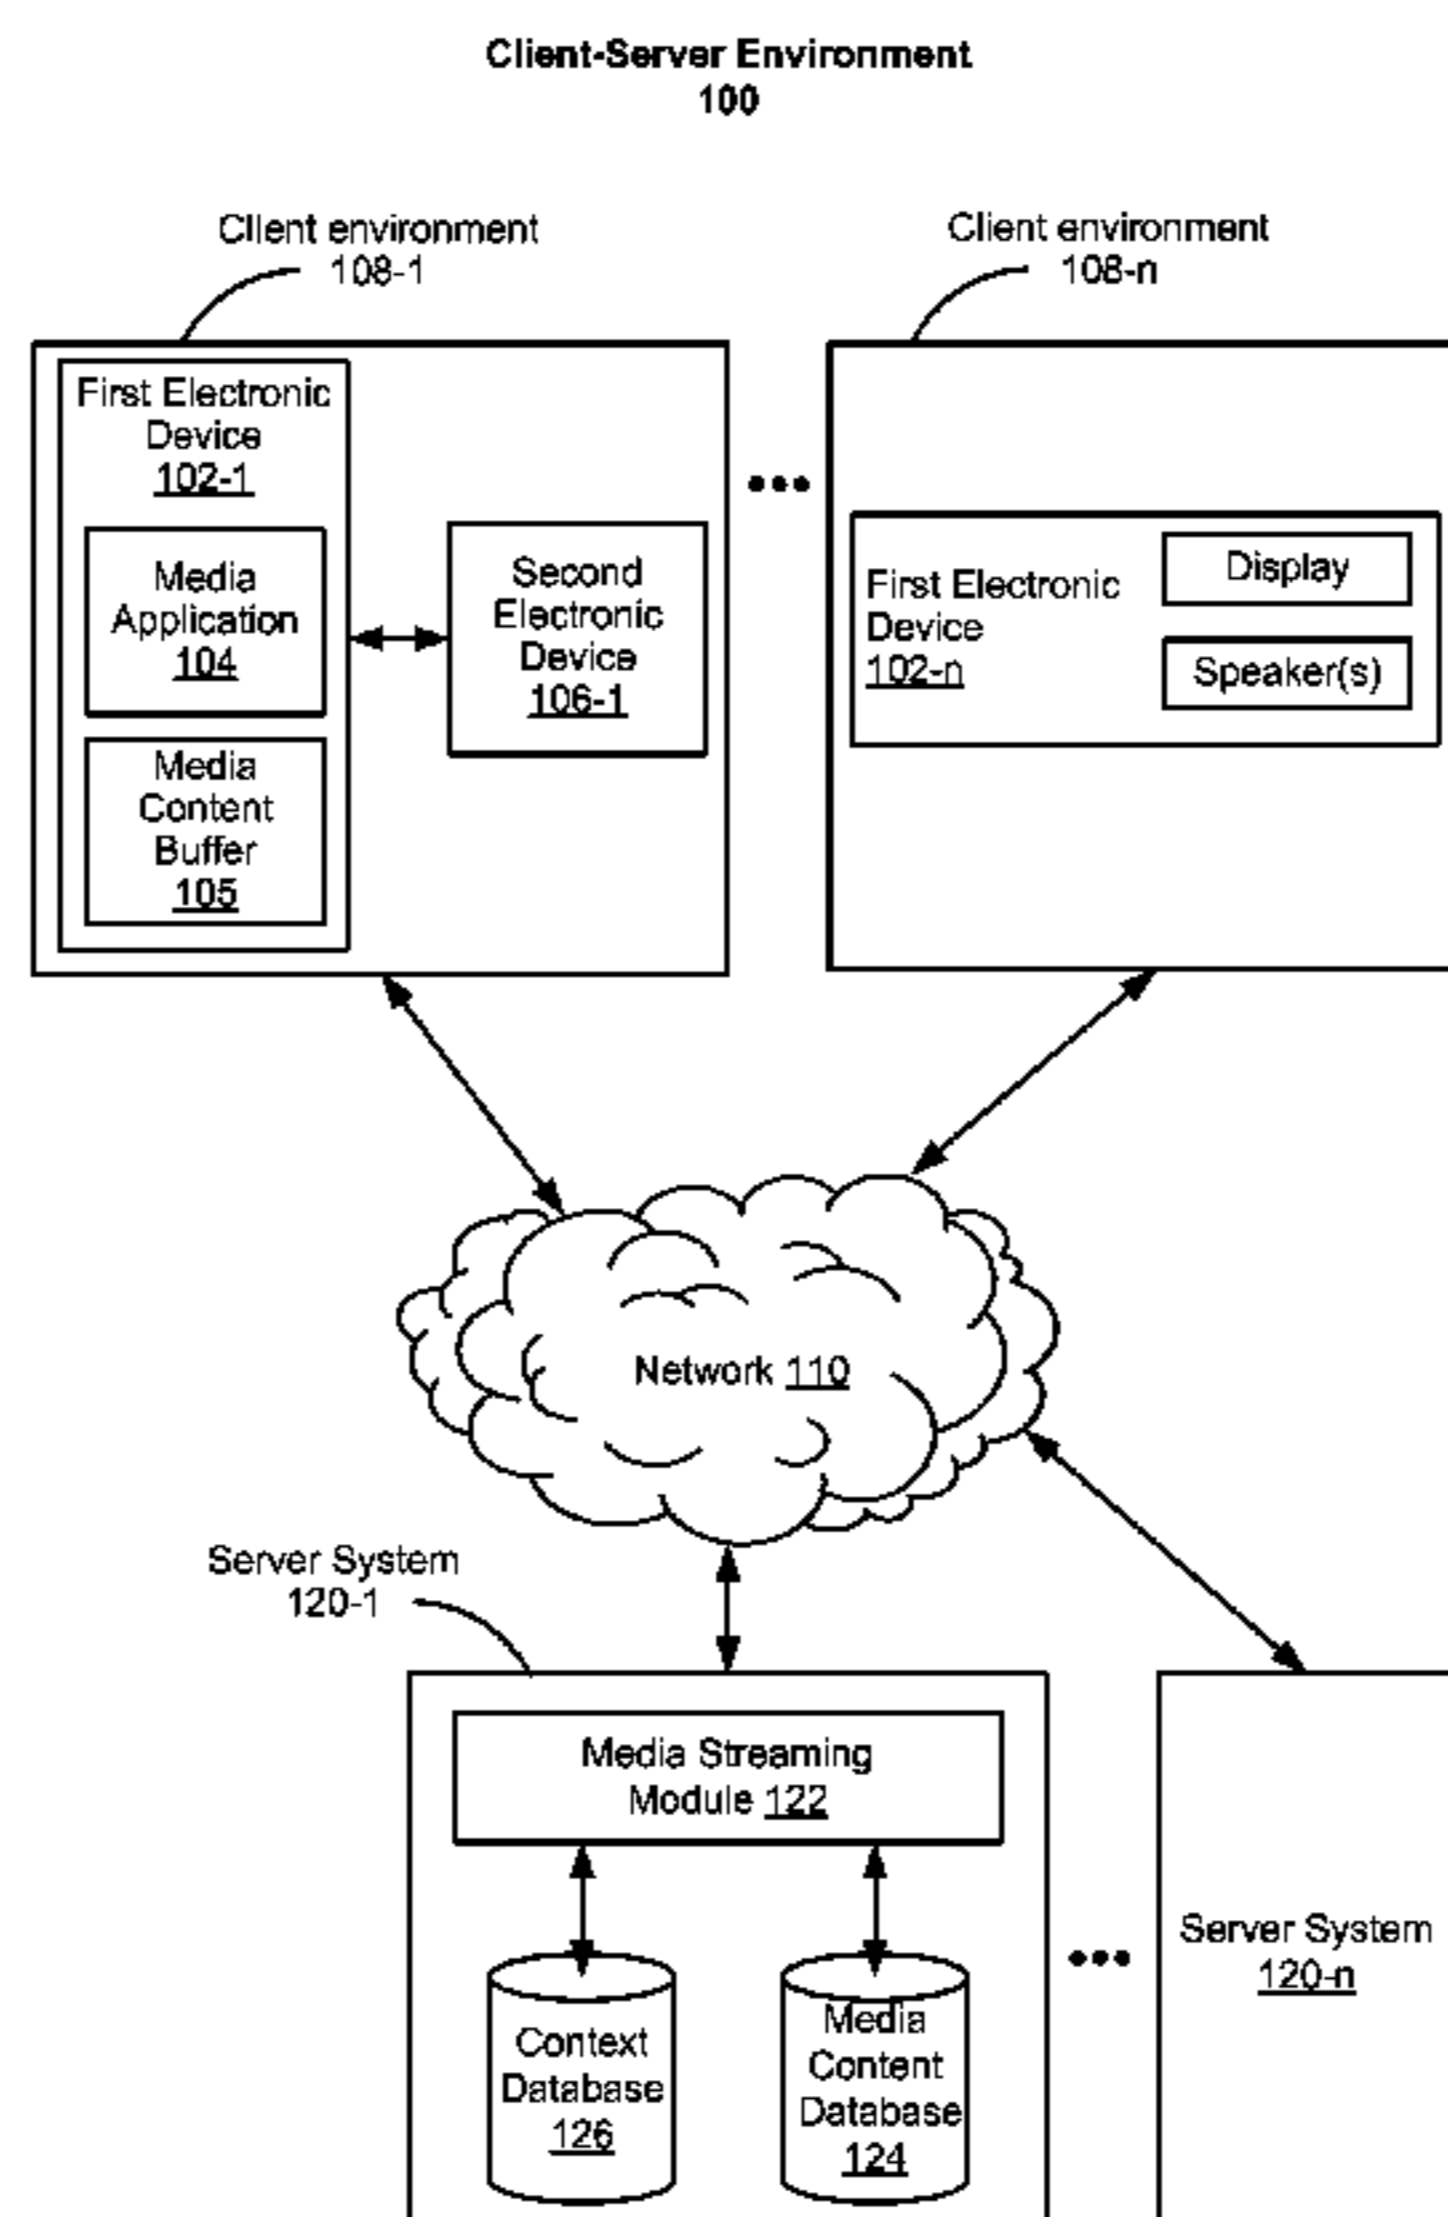 Client-Server Environment
100
Client environment
108-1
Client environment
108-n
First Electronic
Device
102-1
Media
Application
104
Media
Content
Buffer
105
Second
Electronic
Device
106-1
First Electronic
Device
102-n
Display
Speaker(s)
Network 110
Server System
120-1
Media Streaming
Module 122
Context
Database
126
Media
Content
Database
124
Server System
120-n